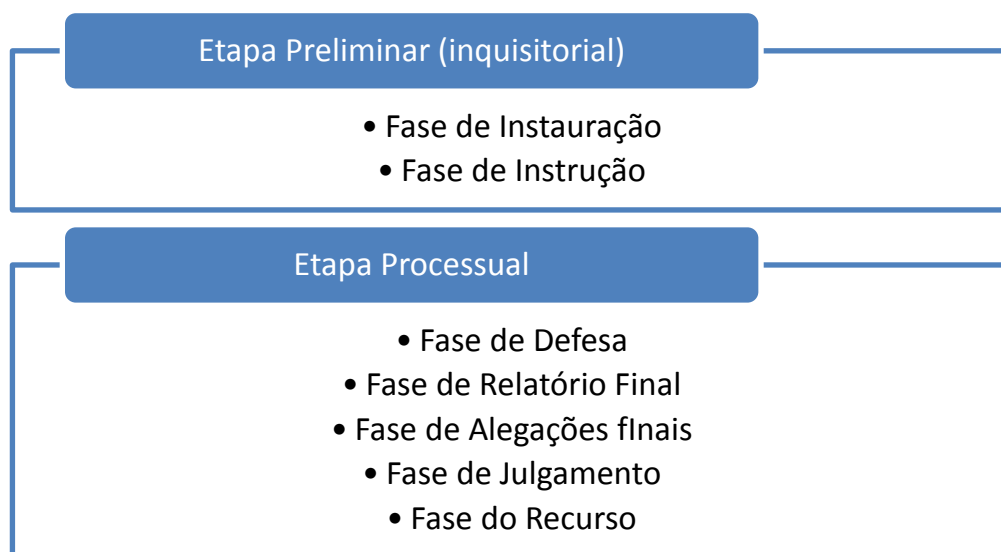 Etapa Preliminar (inquisitorial)
• Fase de Instauração
• Fase de Instrução
Etapa Processual
• Fase de Defesa
• Fase de Relatório Final
• Fase de Alegações fInais
• Fase de Julgamento
• Fase do Recurso